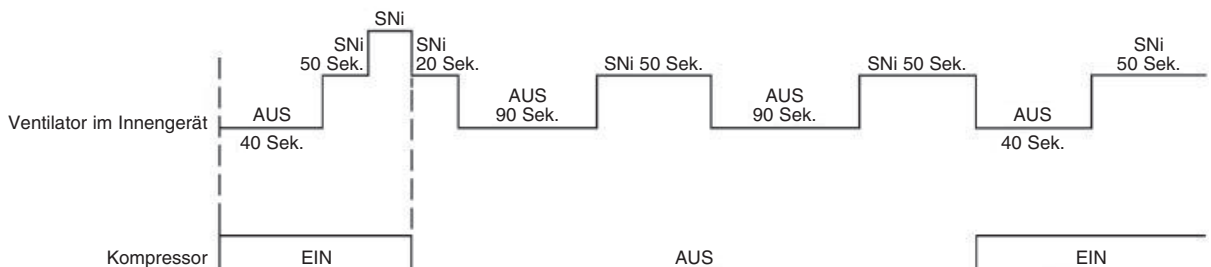 SNi
SNi
50 Sek.
SNi
20 Sek.
SNi 50 Sek.
SNi 50 Sek.
SNi
50 Sek.
Ventilator im Innengerät
AUS
40 Sek.
AUS
90 Sek.
AUS
90 Sek.
AUS
40 Sek.
Kompressor
EIN
AUS
EIN